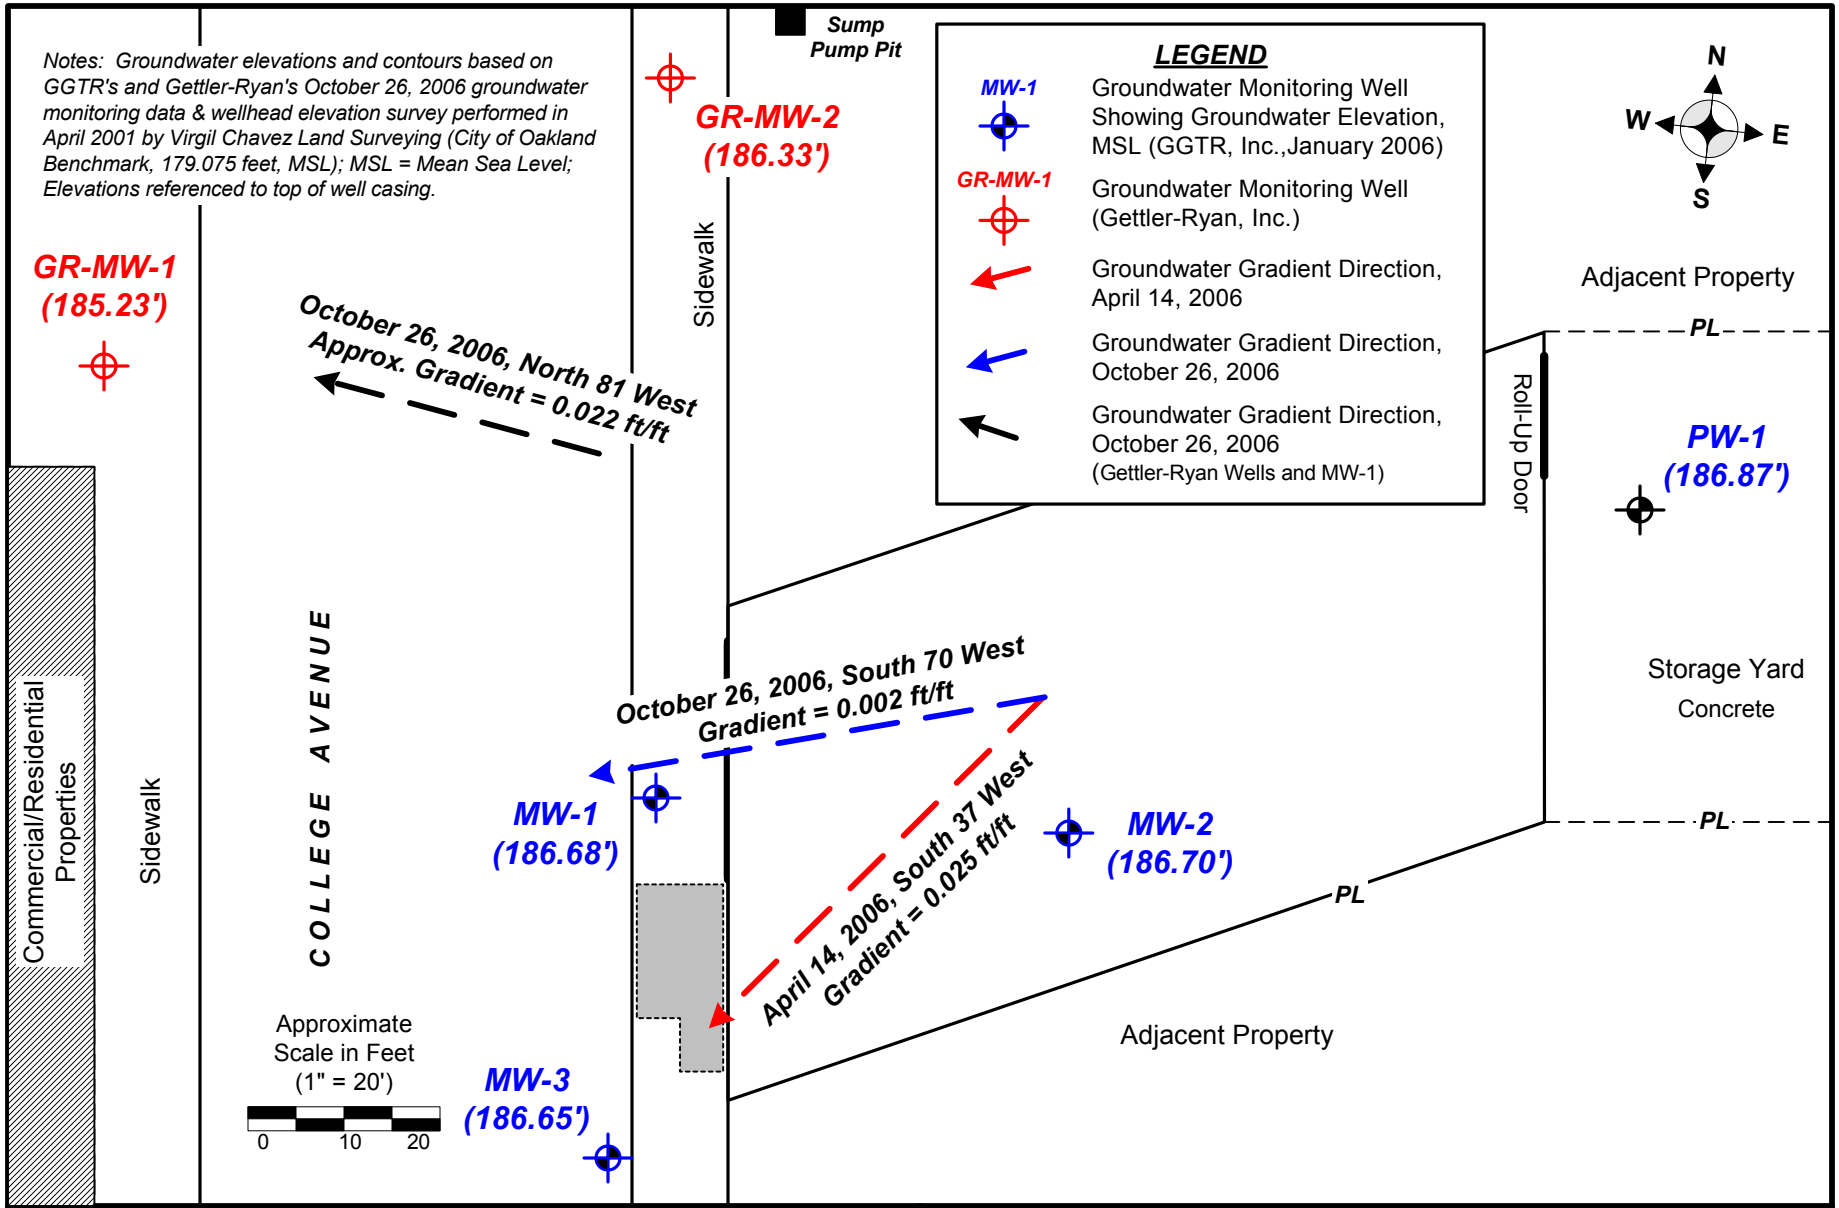 Notes: Groundwater elevations and contours based on
GGTR's and Gettler-Ryan's October 26, 2006 groundwater
monitoring data & wellhead elevation survey performed in
April 2001 by Virgil Chavez Land Surveying (City of Oakland
Benchmark, 179.075 feet, MSL); MSL = Mean Sea Level;
Elevations referenced to top of well casing.
Sump
Pump Pit
GR-MW-2
(186.33')
GR-MW-1
(185.23')
Sidewalk
October 26, 2006, North 81 West
Approx. Gradient = 0.022 ft/ft
LEGEND
MW-1
Groundwater Monitoring Well
Showing Groundwater Elevation,
MSL (GGTR, Inc.,January 2006)
GR-MW-1
Groundwater Monitoring Well
(Gettler-Ryan, Inc.)
Groundwater Gradient Direction,
April 14, 2006
Groundwater Gradient Direction,
October 26, 2006
Groundwater Gradient Direction,
October 26, 2006
(Gettler-Ryan Wells and MW-1)
N
W
E
S
Adjacent Property
PL
Roll-Up Door
PW-1
(186.87')
Storage Yard
Concrete
PL
Commercial/Residential
Properties
Sidewalk
COLLEGE AVENUE
October 26, 2006, South 70 West
Gradient = 0.002 ft/ft
MW-1
(186.68')
April 14, 2006, South 37 West
Gradient = 0.025 ft/ft
MW-2
(186.70')
PL
Adjacent Property
Approximate
Scale in Feet
(1" = 20')
0 10 20
MW-3
(186.65')